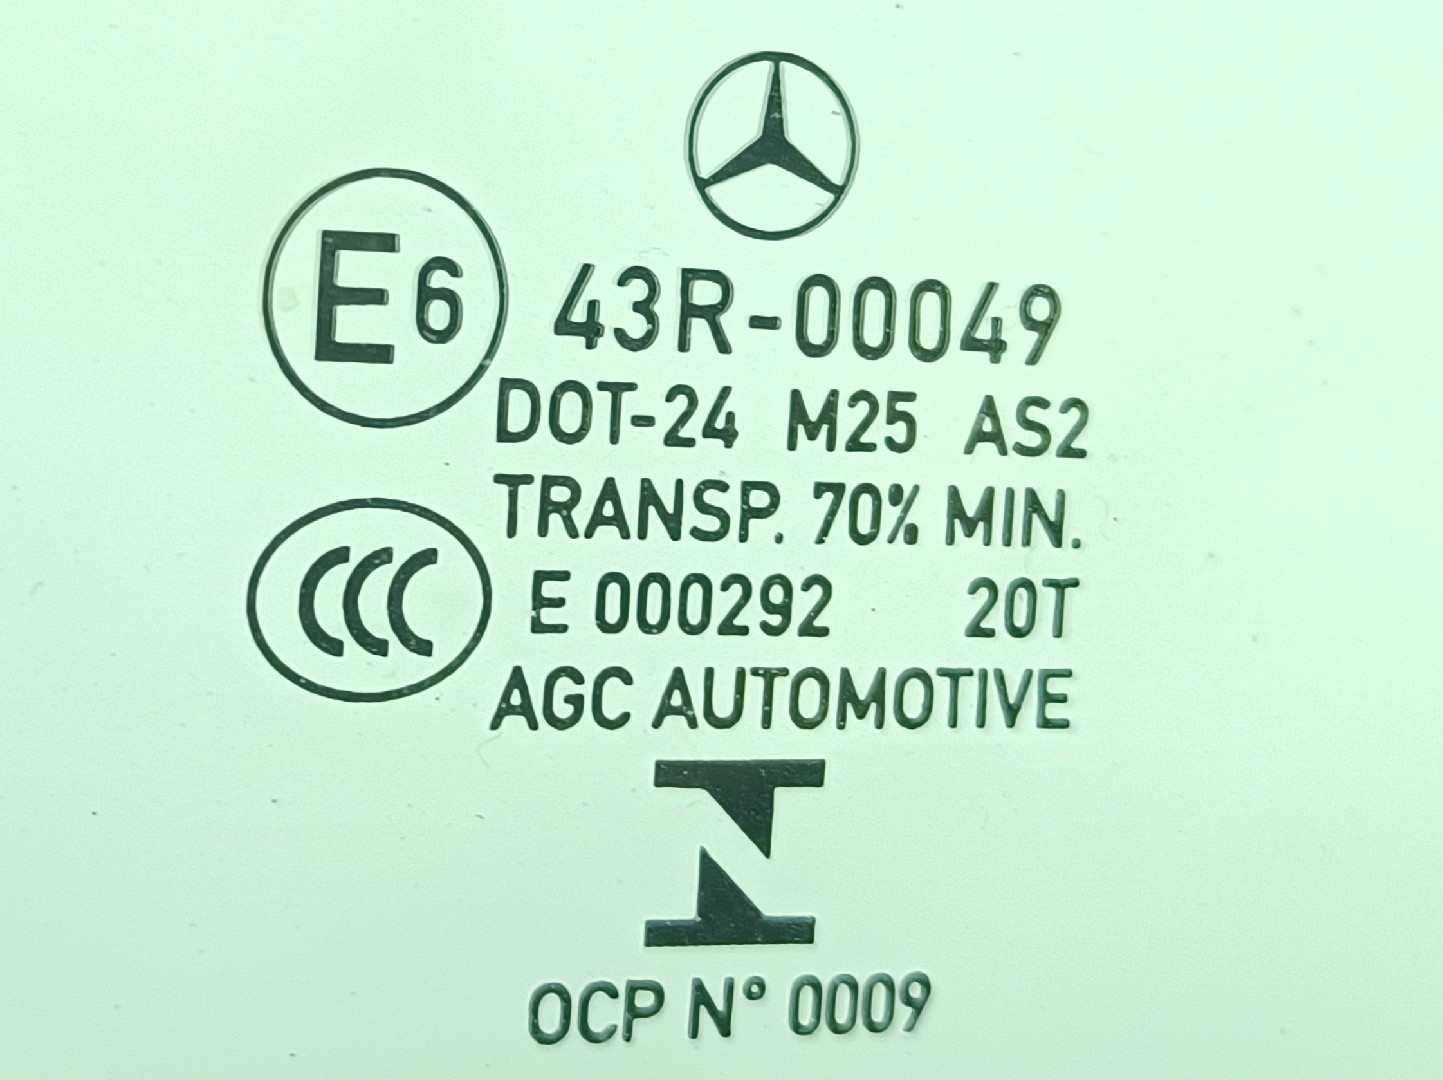 E6 43R-00049
DOT-24 M25 AS2
TRANSP. 70% MIN.
CCC E 000292 20T
AGC AUTOMOTIVE
N
OCP N° 0009